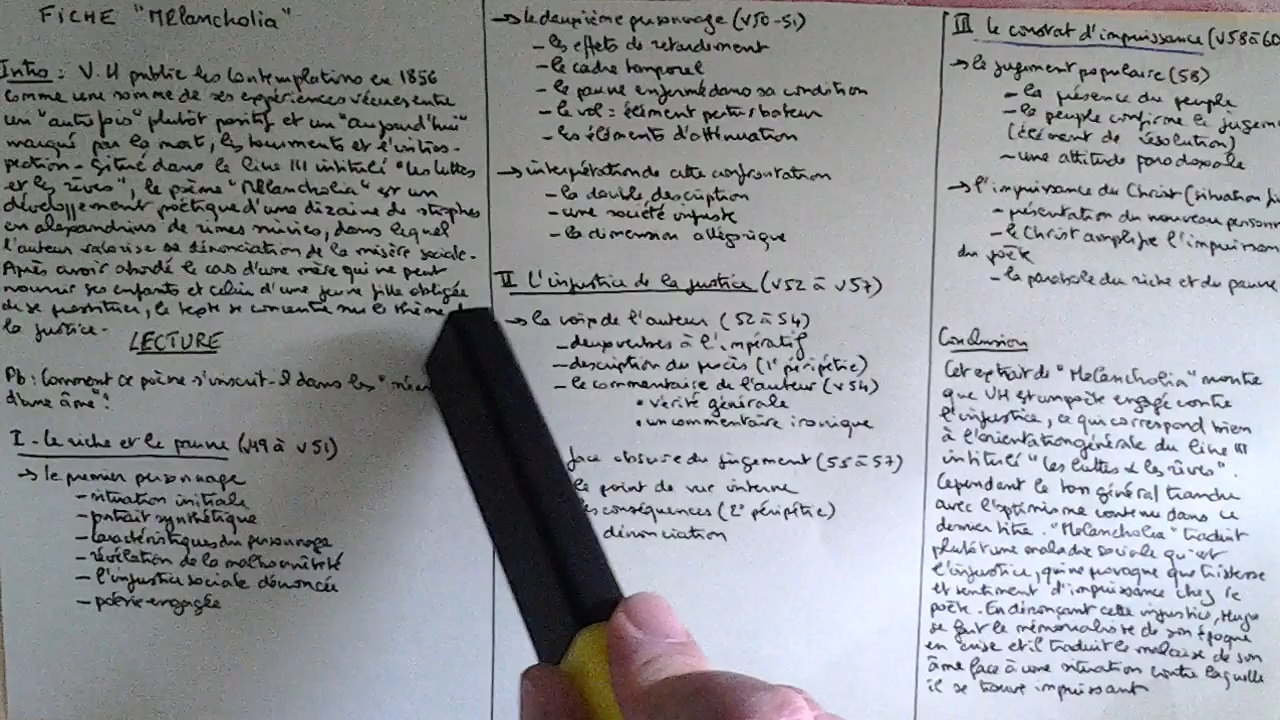 FICHE "MElancholia"
Intro : V.H publie les Contemplations en 1856
comme une somme de ses expériences vécues entre
un "autrefois" plutôt positif et un "aujourd'hui"
marqué par la mort, les tourments et l'intros-
pection. Situé dans le livre III intitulé "les luttes
et les rêves", le poème "Mélancholia" est un
développement poétique d'une dizaine de strophes
en alexandrins de rimes suivies, dans lequel
l'auteur valorise sa dénonciation de la misère sociale.
Après avoir abordé le cas d'une mère qui ne peut
nourrir ses enfants et celui d'une jeune fille obligée
de se prostituer, le texte se concentre sur le thème
la justice.
LECTURE
Pb : Comment ce poème s'inscrit-il dans les
d'une âme" ?
I - Le riche et le pauvre (v49 à v51)
→ le premier personnage
- situation initiale
- portrait synthétique
- caractéristiques du personnage
- révélation de la malhonnêteté
- l'injustice sociale dénoncée
- poésie engagée
→ le deuxième personnage (v50-51)
- les effets de retardement
- le cadre temporel
- le pauvre enfermé dans sa condition
- le vol = élément perturbateur
- les éléments d'atténuation
→ interprétation de cette confrontation
- la double description
- une société injuste
- la dimension allégorique
II L'injustice de la justice (v52 à v57)
→ la voix de l'auteur (52 à 54)
- deux verbes à l'impératif
- description du procès (1e péripétie)
- le commentaire de l'auteur (v54)
• vérité générale
• un commentaire ironique
face obscure du jugement (55 à 57)
le point de vue interne
conséquences (2e péripétie)
dénonciation
III le constat d'impuissance (v58 à 60
→ le jugement populaire (58)
- la présence du peuple
- le peuple confirme le
(élément de résolution)
- une attitude paradoxale
→ l'impuissance du Christ (situation
- présentation du nouveau
- le Christ amplifie
du poète
- la parabole du riche et du pauvre
Conclusion
Cet extrait de "Melancholia" montre
que VH est un poète engagé contre
l'injustice, ce qui correspond bien
à l'orientation générale du livre III
intitulé "les luttes & les rêves".
Cependant le ton général tranche
avec l'optimisme contenu dans ce
dernier titre. "Melancholia" traduit
plutôt une maladie sociale qu'est
l'injustice, qui ne provoque que tristesse
et sentiment d'impuissance chez le
poète. En dénonçant cette injustice, Hugo
se fait le mémorialiste de son époque
en crise et il traduit le malaise de son
âme face à une situation contre laquelle
il se trouve impuissant